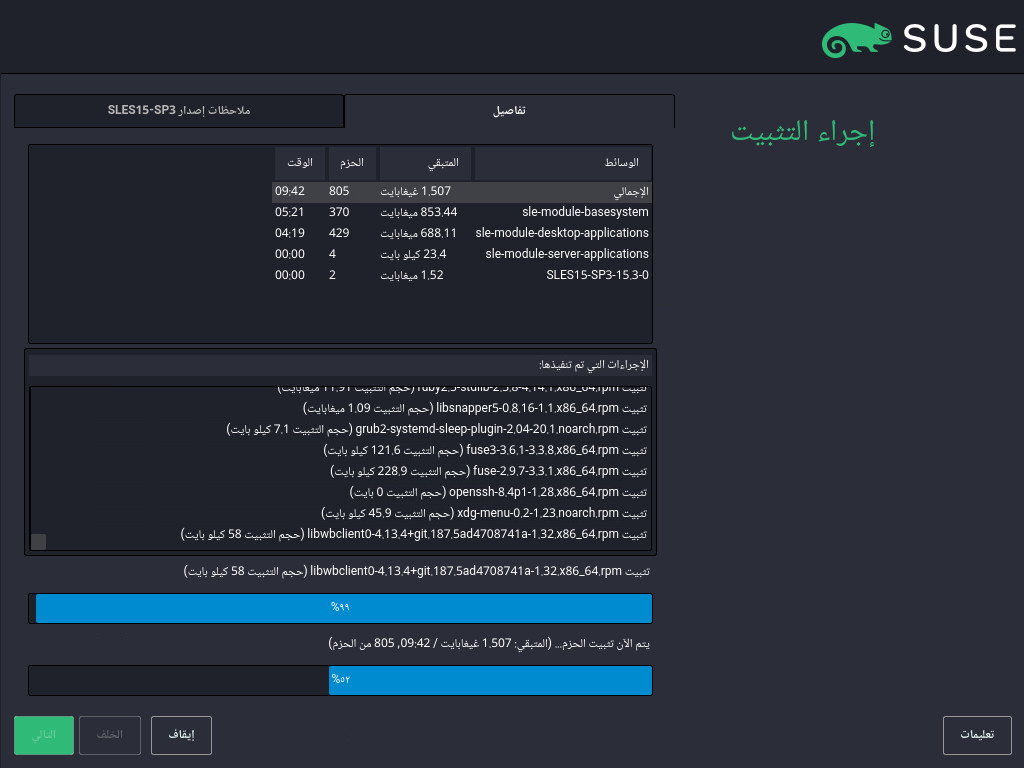 SUSE
إجراء التثبيت
تفاصيل
ملاحظات إصدار SLES15-SP3
الوسائط المتبقي الحزم الوقت
الإجمالي 1.507 غيغابايت 805 09:42
sle-module-basesystem 853.44 ميغابايت 370 05:21
sle-module-desktop-applications 688.11 ميغابايت 429 04:19
sle-module-server-applications 23.4 كيلو بايت 4 00:00
SLES15-SP3-15.3-0 1.52 ميغابايت 2 00:00
الإجراءات التي تم تنفيذها:
تثبيت ruby2.5-stdlib-2.5.8-4.14.1.x86_64.rpm (حجم التثبيت 11.91 ميغابايت)
تثبيت libsnapper5-0.8.16-1.1.x86_64.rpm (حجم التثبيت 1.09 ميغابايت)
تثبيت grub2-systemd-sleep-plugin-2.04-20.1.noarch.rpm (حجم التثبيت 7.1 كيلو بايت)
تثبيت fuse3-3.6.1-3.3.8.x86_64.rpm (حجم التثبيت 121.6 كيلو بايت)
تثبيت fuse-2.9.7-3.3.1.x86_64.rpm (حجم التثبيت 228.9 كيلو بايت)
تثبيت openssh-8.4p1-1.28.x86_64.rpm (حجم التثبيت 0 بايت)
تثبيت xdg-menu-0.2-1.23.noarch.rpm (حجم التثبيت 45.9 كيلو بايت)
تثبيت libwbclient0-4.13.4+git.187.5ad4708741a-1.32.x86_64.rpm (حجم التثبيت 58 كيلو بايت)
تثبيت libwbclient0-4.13.4+git.187.5ad4708741a-1.32.x86_64.rpm (حجم التثبيت 58 كيلو بايت)
%٩٩
يتم الآن تثبيت الحزم... (المتبقي: 1.507 غيغابايت / 09:42, 805 من الحزم)
%٥٢
تعليمات
إيقاف
الخلف
التالي